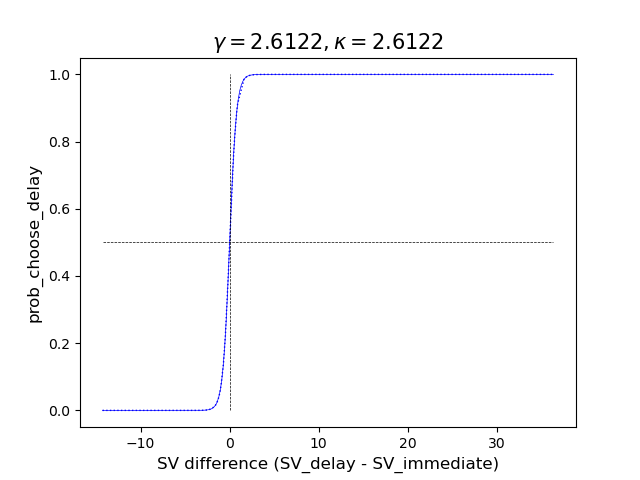 γ = 2.6122, κ = 2.6122
prob_choose_delay
1.0
0.8
0.6
0.4
0.2
0.0
−10 0 10 20 30
SV difference (SV_delay - SV_immediate)